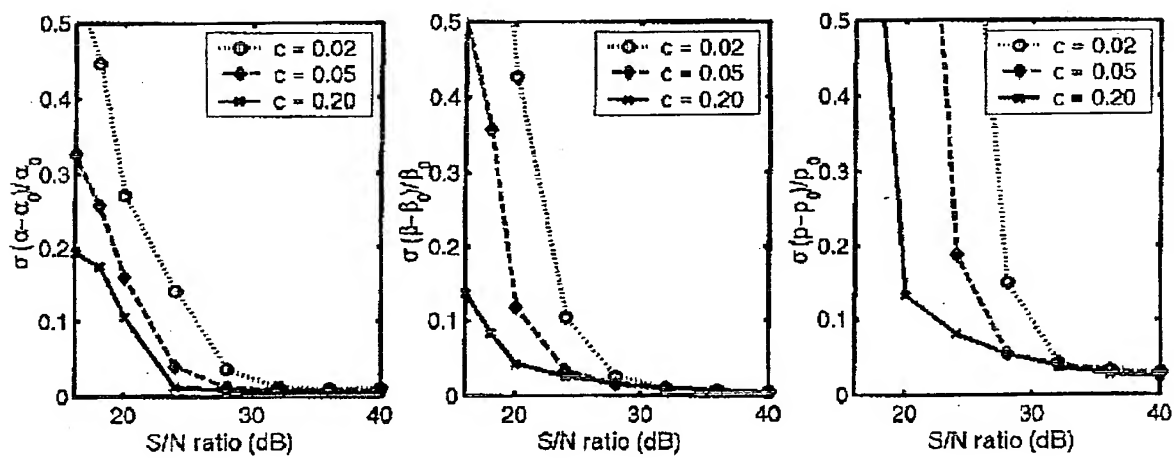 0.5
0.4
0.3
0.2
0.1
0
σ (α−α₀)/α₀
c = 0.02
c = 0.05
c = 0.20
20 30 40
S/N ratio (dB)
0.5
0.4
0.3
0.2
0.1
0
σ (β−β₀)/β₀
c = 0.02
c = 0.05
c = 0.20
20 30 40
S/N ratio (dB)
0.5
0.4
0.3
0.2
0.1
0
σ (p−p₀)/p₀
c = 0.02
c = 0.05
c = 0.20
20 30 40
S/N ratio (dB)